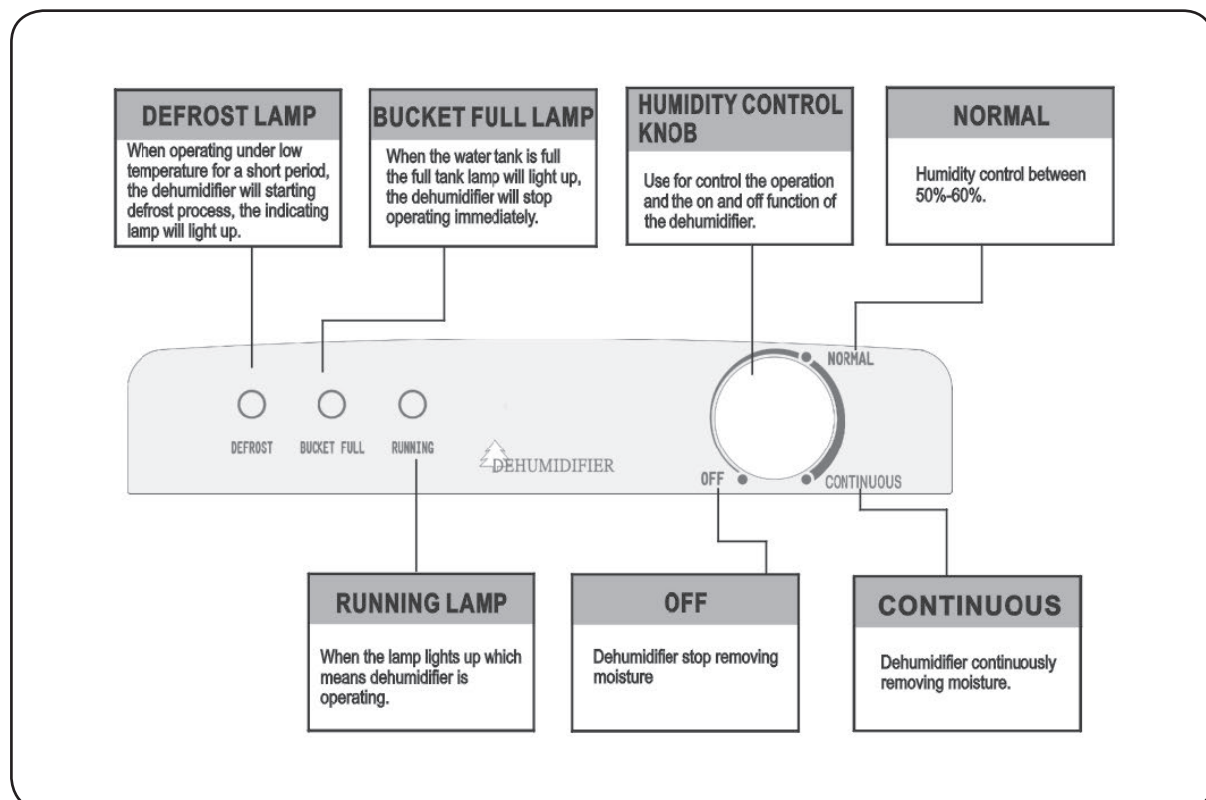 DEFROST LAMP
When operating under low
temperature for a short period,
the dehumidifier will starting
defrost process, the indicating
lamp will light up.
BUCKET FULL LAMP
When the water tank is full
the full tank lamp will light up,
the dehumidifier will stop
operating immediately.
HUMIDITY CONTROL
KNOB
Use for control the operation
and the on and off function of
the dehumidifier.
NORMAL
Humidity control between
50%-60%.
NORMAL
DEFROST
BUCKET FULL
RUNNING
DEHUMIDIFIER
OFF
CONTINUOUS
RUNNING LAMP
When the lamp lights up which
means dehumidifier is
operating.
OFF
Dehumidifier stop removing
moisture
CONTINUOUS
Dehumidifier continuously
removing moisture.